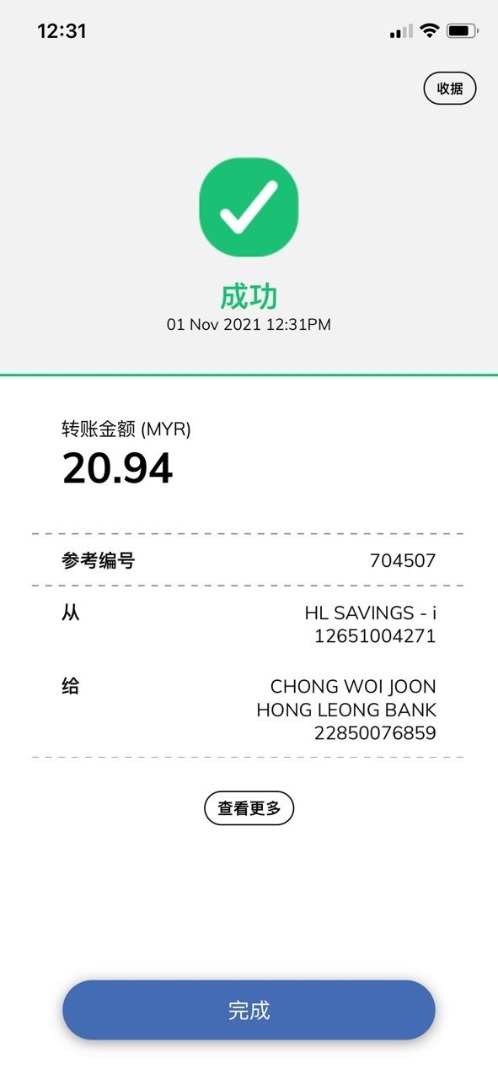 12:31
收据
成功
01 Nov 2021 12:31PM
转账金额 (MYR)
20.94
参考编号 704507
从 HL SAVINGS - i
12651004271
给 CHONG WOI JOON
HONG LEONG BANK
22850076859
查看更多
完成